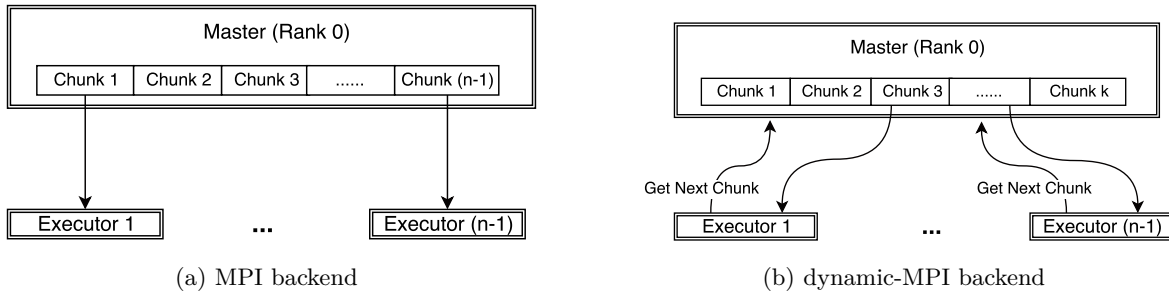 Master (Rank 0)
Chunk 1 Chunk 2 Chunk 3 ...... Chunk (n-1)
Executor 1 ... Executor (n-1)
(a) MPI backend
Master (Rank 0)
Chunk 1 Chunk 2 Chunk 3 ...... Chunk k
Get Next Chunk Get Next Chunk
Executor 1 ... Executor (n-1)
(b) dynamic-MPI backend